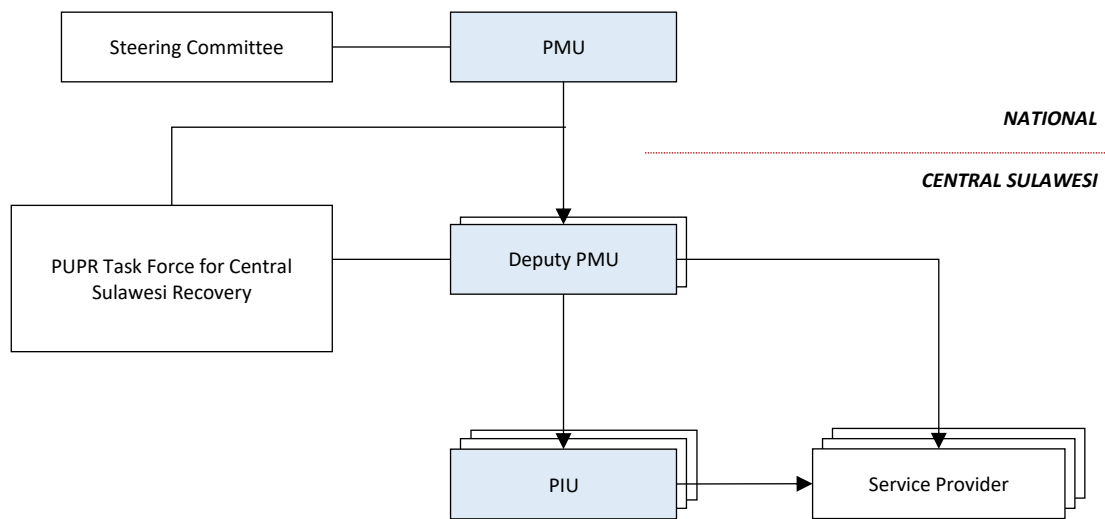 Steering Committee
PMU
NATIONAL
CENTRAL SULAWESI
PUPR Task Force for Central
Sulawesi Recovery
Deputy PMU
PIU
Service Provider